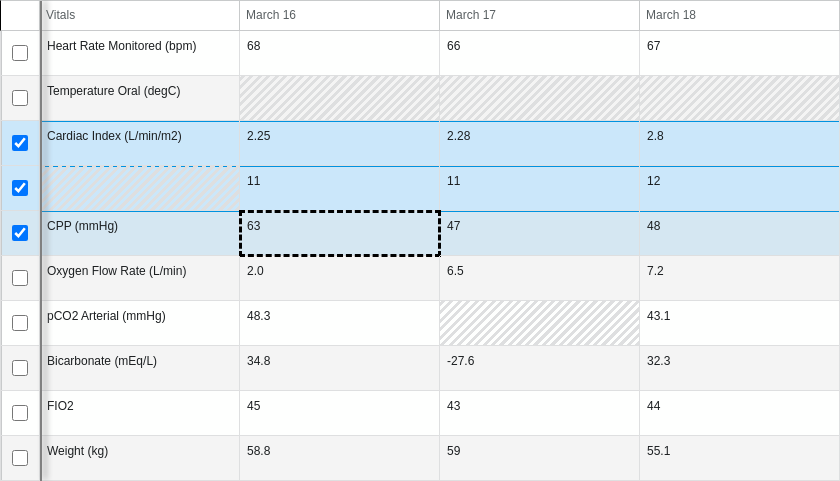 Vitals March 16 March 17 March 18
Heart Rate Monitored (bpm) 68 66 67
Temperature Oral (degC)
Cardiac Index (L/min/m2) 2.25 2.28 2.8
11 11 12
CPP (mmHg) 63 47 48
Oxygen Flow Rate (L/min) 2.0 6.5 7.2
pCO2 Arterial (mmHg) 48.3 43.1
Bicarbonate (mEq/L) 34.8 -27.6 32.3
FIO2 45 43 44
Weight (kg) 58.8 59 55.1